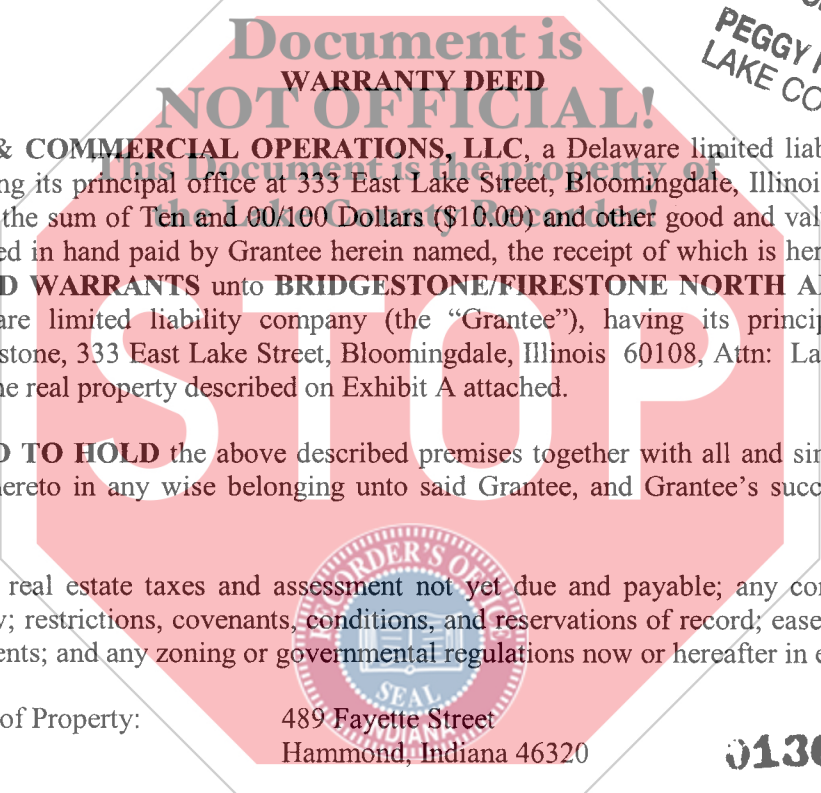 Document is
WARRANTY DEED
NOT OFFICIAL!
PEGGY
LAKE CO
& COMMERCIAL OPERATIONS, LLC, a Delaware limited liab
This Document is the property of
ng its principal office at 333 East Lake Street, Bloomingdale, Illinoi
the Lake County Recorder!
the sum of Ten and 00/100 Dollars ($10.00) and other good and val
ed in hand paid by Grantee herein named, the receipt of which is her
D WARRANTS unto BRIDGESTONE/FIRESTONE NORTH A
are limited liability company (the “Grantee”), having its princip
stone, 333 East Lake Street, Bloomingdale, Illinois 60108, Attn: La
he real property described on Exhibit A attached.
STOP
D TO HOLD the above described premises together with all and sin
hereto in any wise belonging unto said Grantee, and Grantee’s succ
RECORDER'S OFFICE
real estate taxes and assessment not yet due and payable; any co
y; restrictions, covenants, conditions, and reservations of record; ease
ents; and any zoning or governmental regulations now or hereafter in e
SEAL
INDIANA
of Property: 489 Fayette Street
Hammond, Indiana 46320
0130